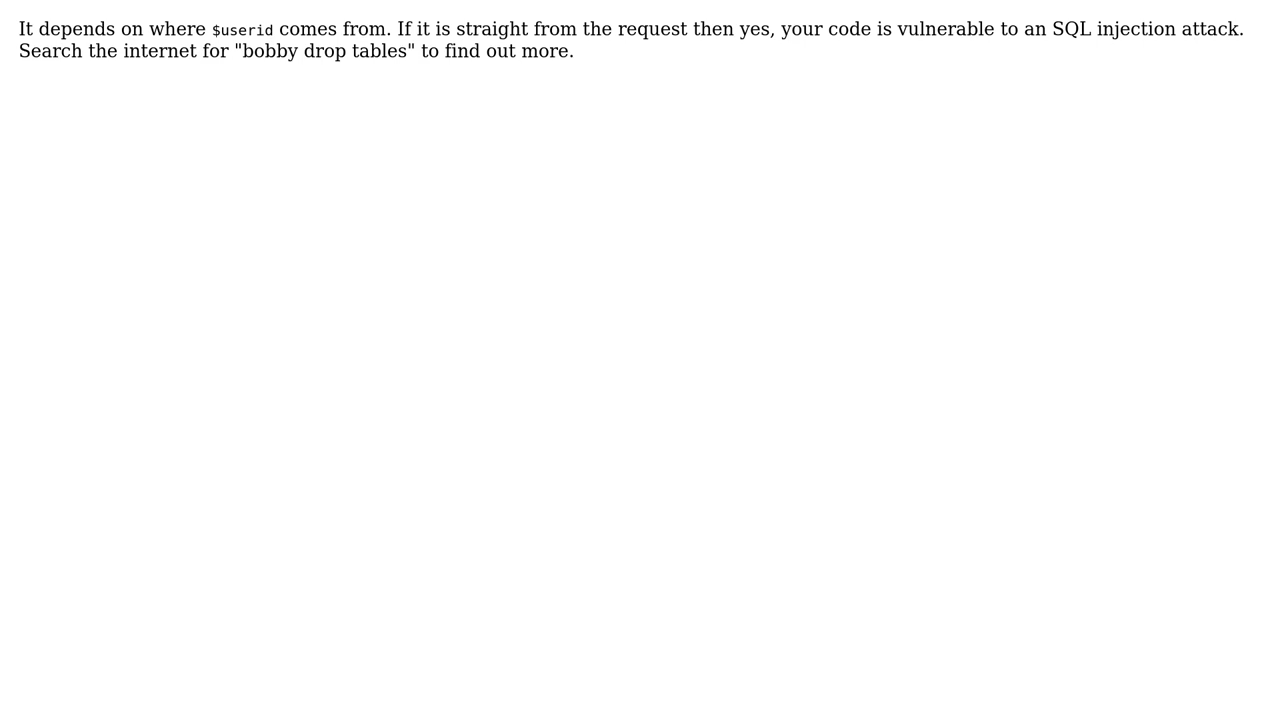 It depends on where $userid comes from. If it is straight from the request then yes, your code is vulnerable to an SQL injection attack.
Search the internet for "bobby drop tables" to find out more.